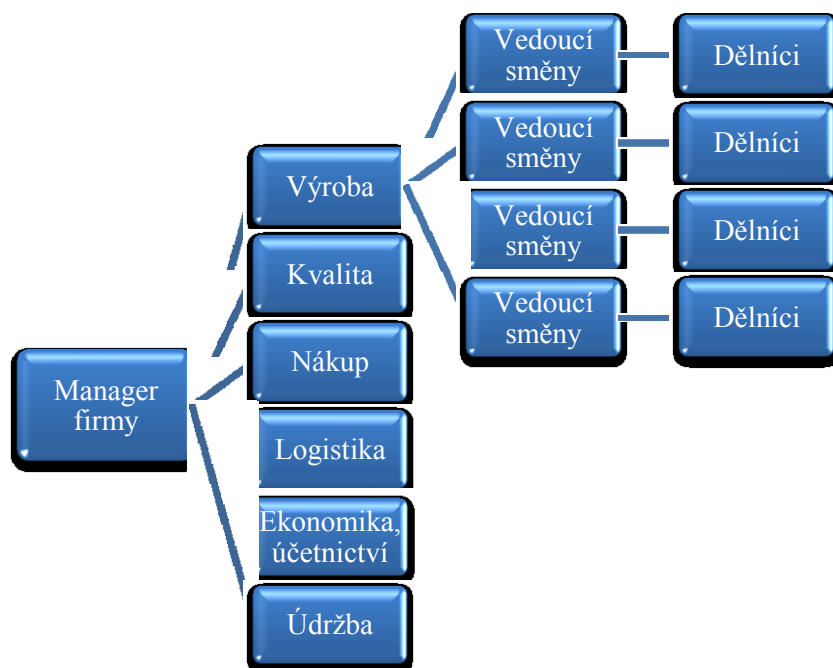 Manager
firmy
Výroba
Kvalita
Nákup
Logistika
Ekonomika,
účetnictví
Údržba
Vedoucí
směny
Dělníci
Vedoucí
směny
Dělníci
Vedoucí
směny
Dělníci
Vedoucí
směny
Dělníci